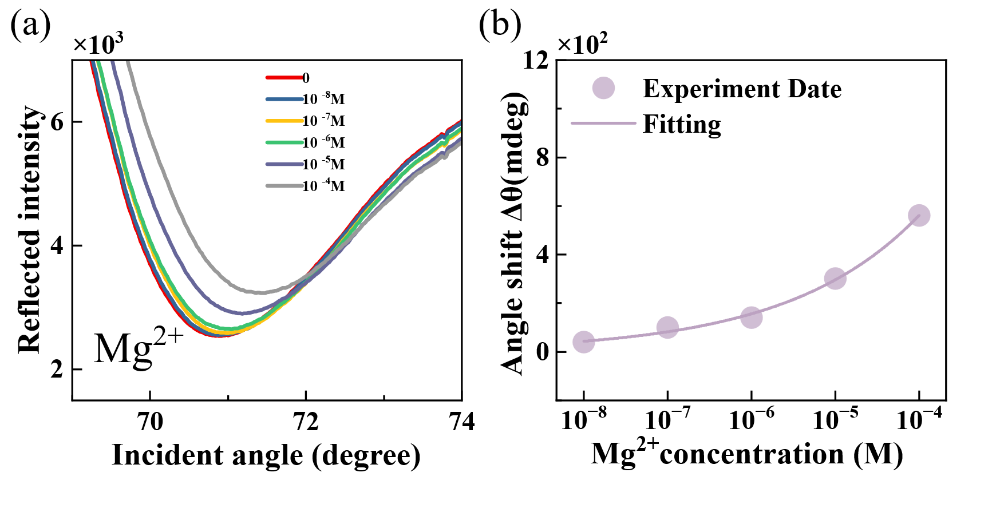 (a)
×10³
Reflected intensity
6
4
2
0
10 ⁻⁸M
10 ⁻⁷M
10 ⁻⁶M
10 ⁻⁵M
10 ⁻⁴M
Mg²⁺
70 72 74
Incident angle (degree)
(b)
×10²
Angle shift Δθ(mdeg)
12
8
4
0
Experiment Date
Fitting
10⁻⁸ 10⁻⁷ 10⁻⁶ 10⁻⁵ 10⁻⁴
Mg²⁺concentration (M)